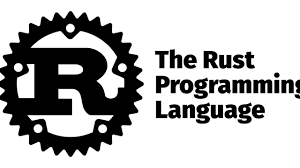 R
The Rust
Programming
Language